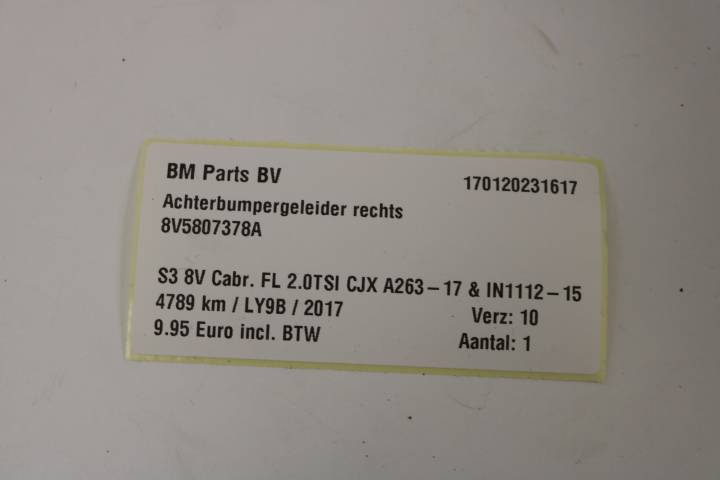 BM Parts BV 170120231617
Achterbumpergeleider rechts
8V5807378A
S3 8V Cabr. FL 2.0TSI CJX A263-17 & IN1112-15
4789 km / LY9B / 2017 Verz: 10
9.95 Euro incl. BTW Aantal: 1